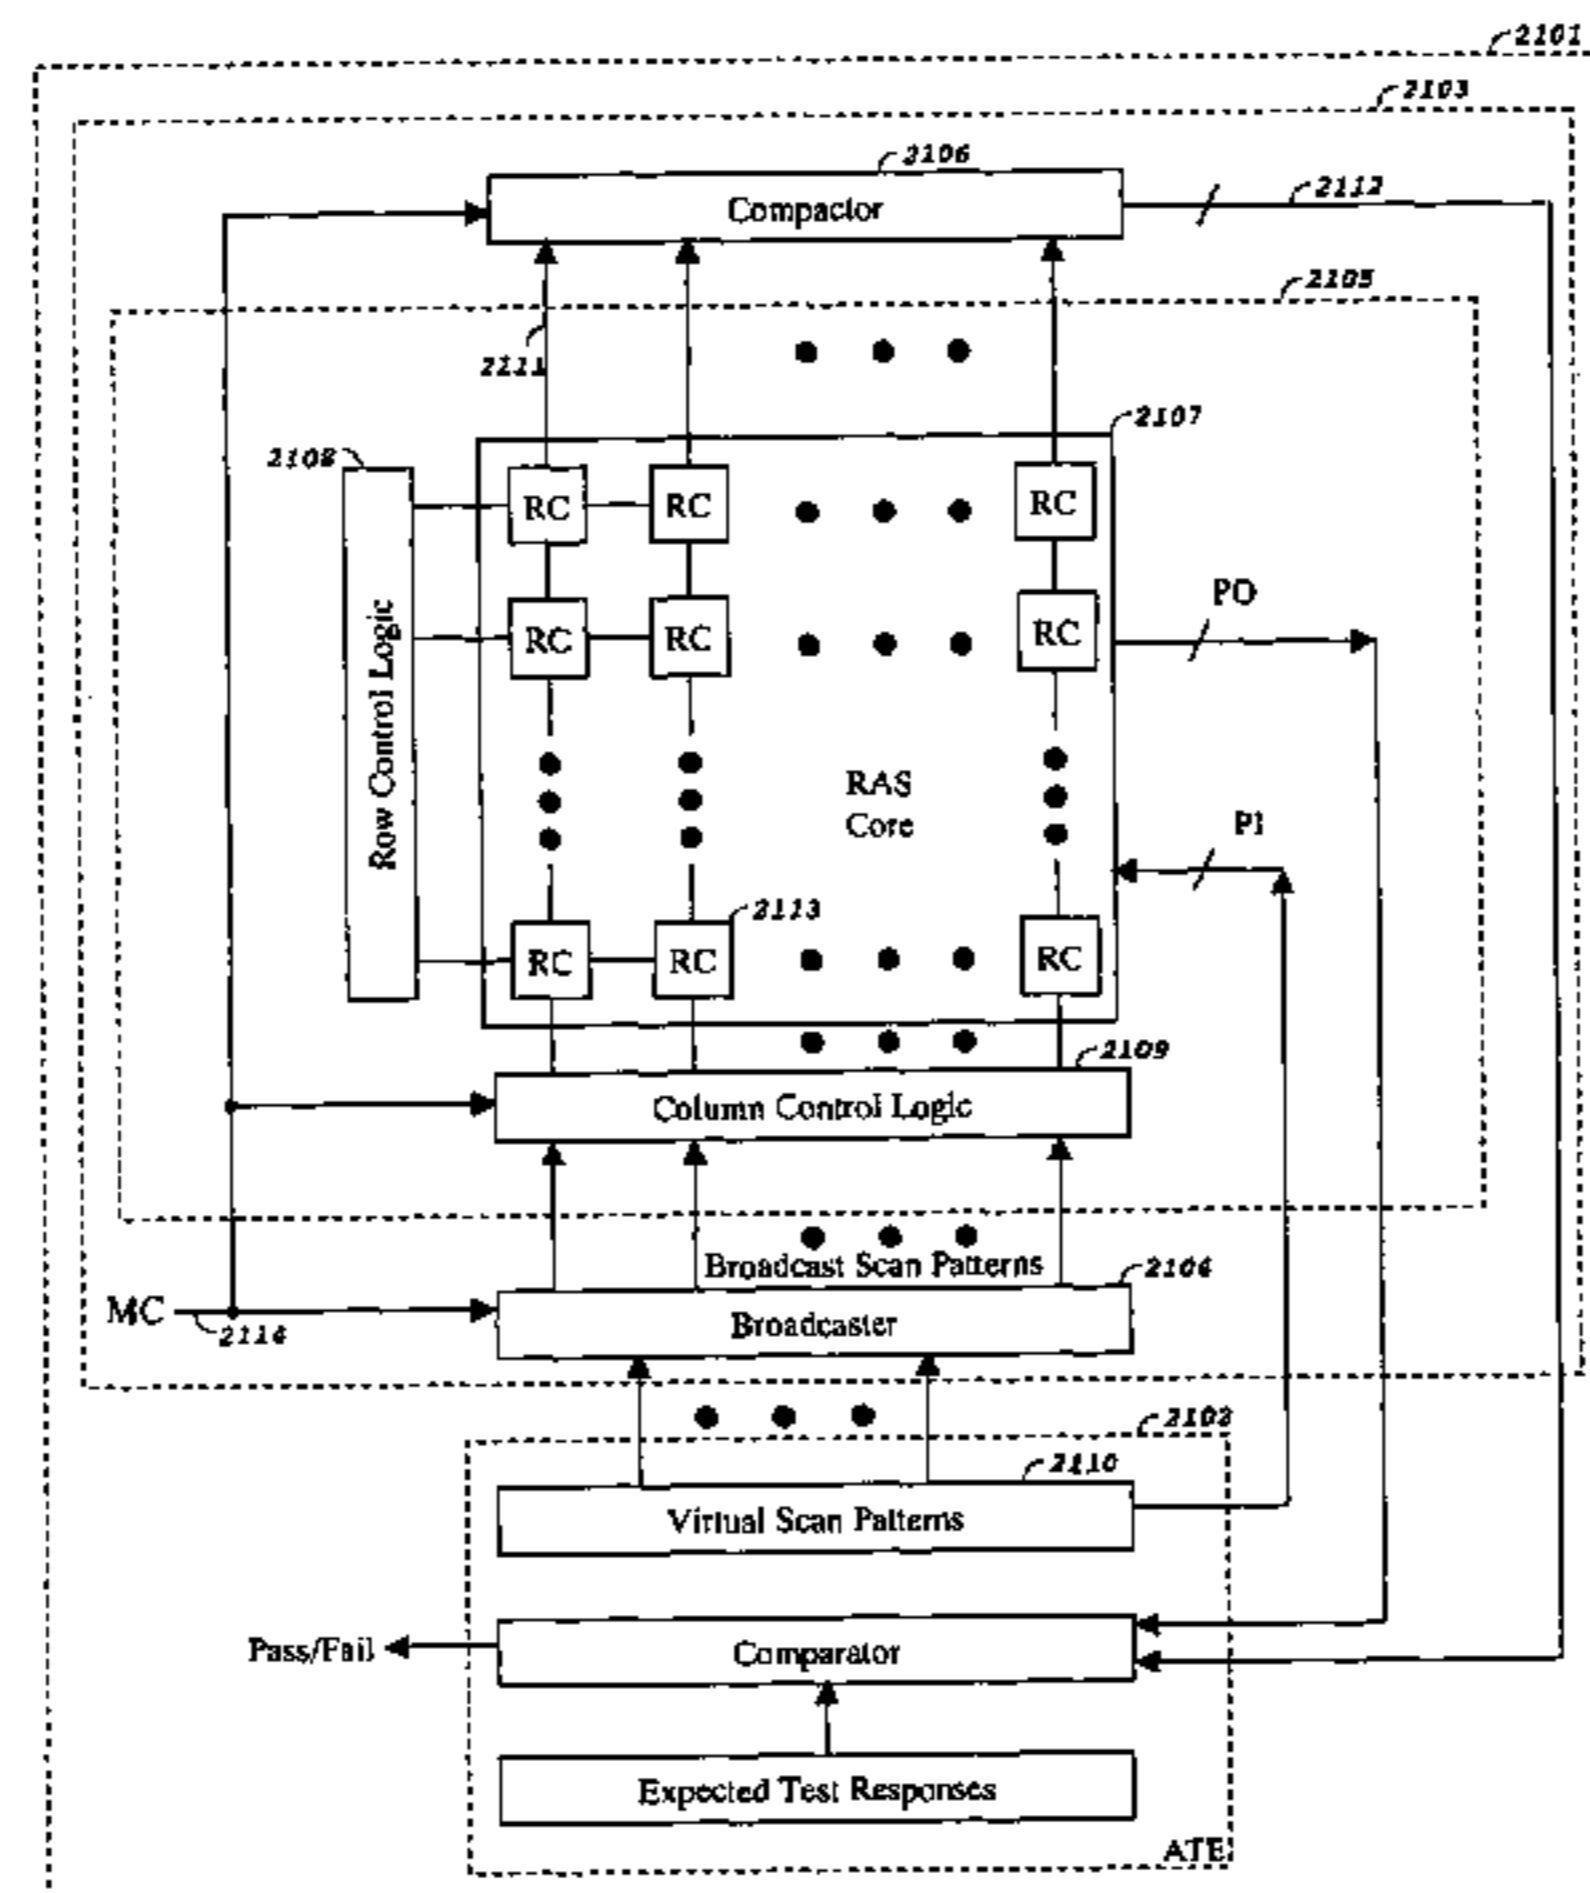 2101
2103
2106
Compactor
2112
2105
2111
2107
2108
RC
RC
RC
RC
RC
RC
PO
Row Control Logic
RAS
Core
PI
2113
RC
RC
RC
2109
Column Control Logic
Broadcast Scan Patterns
2104
MC
2114
Broadcaster
2102
2110
Virtual Scan Patterns
Pass/Fail
Comparator
Expected Test Responses
ATE